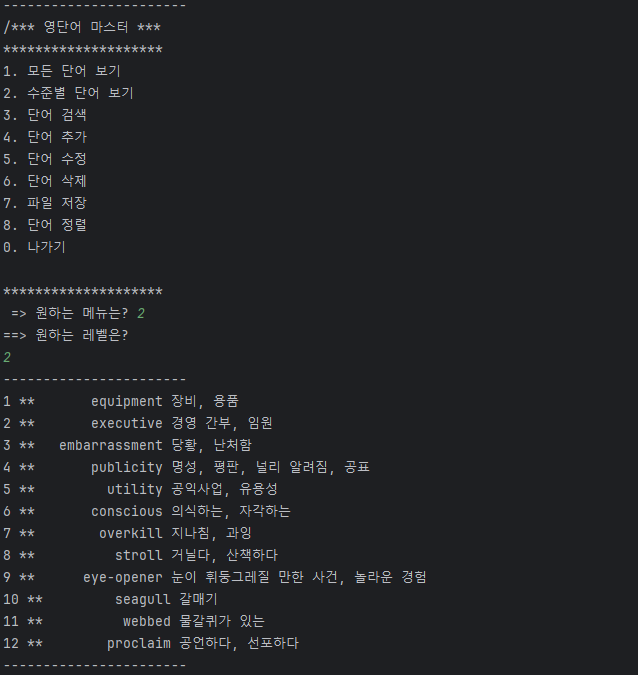 -----------------------
/*** 영단어 마스터 ***
********************
1. 모든 단어 보기
2. 수준별 단어 보기
3. 단어 검색
4. 단어 추가
5. 단어 수정
6. 단어 삭제
7. 파일 저장
8. 단어 정렬
0. 나가기
********************
=> 원하는 메뉴는? 2
==> 원하는 레벨은?
2
-----------------------
1 ** equipment 장비, 용품
2 ** executive 경영 간부, 임원
3 ** embarrassment 당황, 난처함
4 ** publicity 명성, 평판, 널리 알려짐, 공표
5 ** utility 공익사업, 유용성
6 ** conscious 의식하는, 자각하는
7 ** overkill 지나침, 과잉
8 ** stroll 거닐다, 산책하다
9 ** eye-opener 눈이 휘둥그레질 만한 사건, 놀라운 경험
10 ** seagull 갈매기
11 ** webbed 물갈퀴가 있는
12 ** proclaim 공언하다, 선포하다
-----------------------